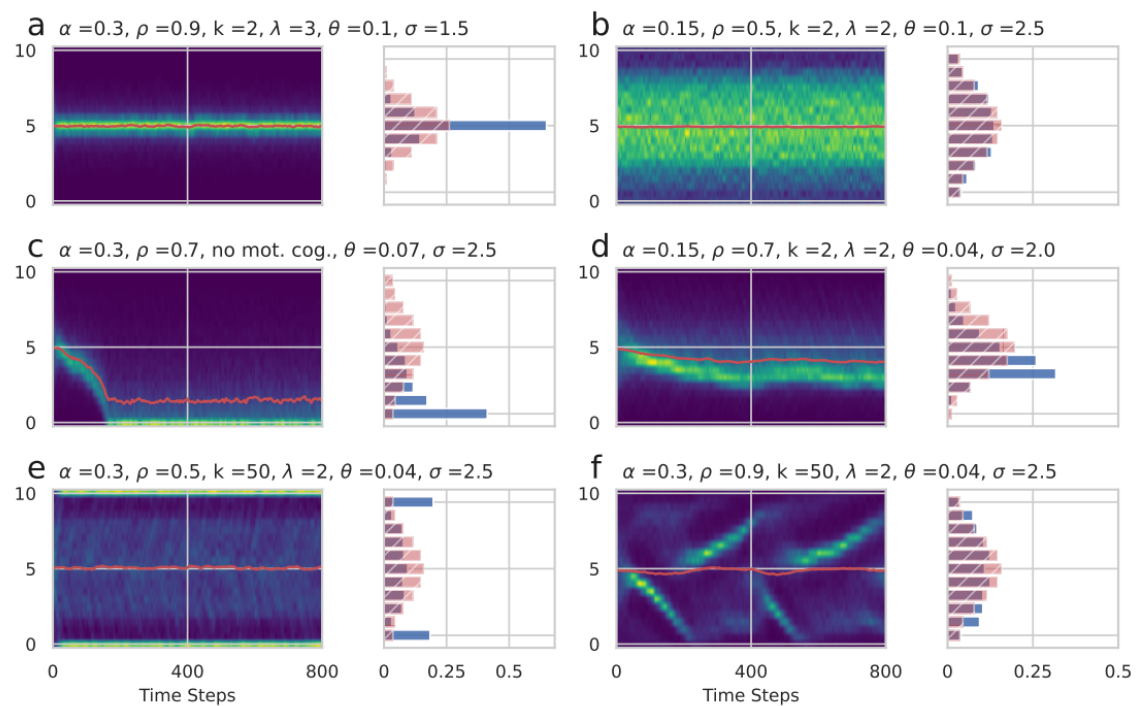 a α =0.3, ρ =0.9, k =2, λ =3, θ =0.1, σ =1.5
b α =0.15, ρ =0.5, k =2, λ =2, θ =0.1, σ =2.5
10
5
0
10
5
0
c α =0.3, ρ =0.7, no mot. cog., θ =0.07, σ =2.5
d α =0.15, ρ =0.7, k =2, λ =2, θ =0.04, σ =2.0
10
5
0
10
5
0
e α =0.3, ρ =0.5, k =50, λ =2, θ =0.04, σ =2.5
f α =0.3, ρ =0.9, k =50, λ =2, θ =0.04, σ =2.5
10
5
0
10
5
0
0 400 800
0 0.25 0.5
0 400 800
0 0.25 0.5
Time Steps
Time Steps